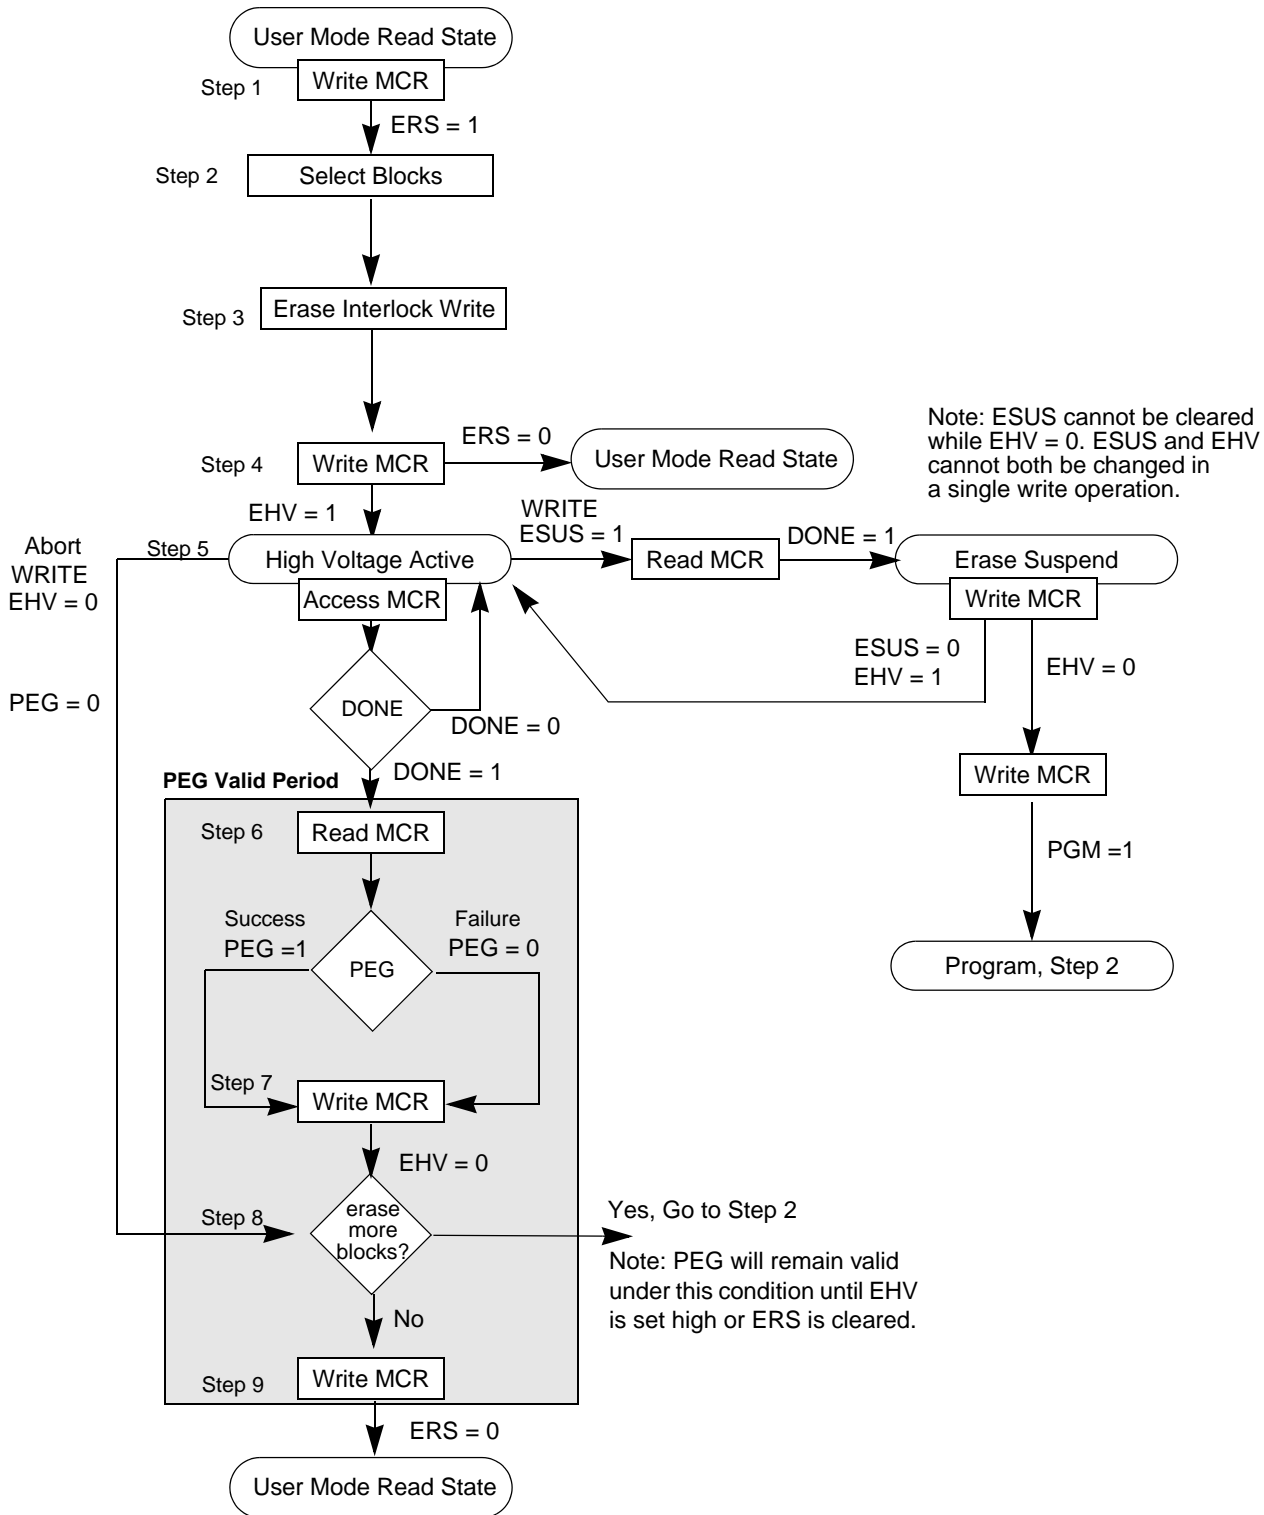 User Mode Read State
Step 1
Write MCR
ERS = 1
Step 2
Select Blocks
Step 3
Erase Interlock Write
Note: ESUS cannot be cleared
while EHV = 0. ESUS and EHV
cannot both be changed in
a single write operation.
Step 4
Write MCR
ERS = 0
User Mode Read State
EHV = 1
Abort
WRITE
EHV = 0
PEG = 0
Step 5
High Voltage Active
WRITE
ESUS = 1
Read MCR
DONE = 1
Erase Suspend
Write MCR
Access MCR
ESUS = 0
EHV = 1
EHV = 0
DONE
DONE = 0
DONE = 1
Write MCR
PGM =1
Program, Step 2
PEG Valid Period
Step 6
Read MCR
Success
PEG =1
Failure
PEG = 0
PEG
Step 7
Write MCR
EHV = 0
Step 8
erase
more
blocks?
Yes, Go to Step 2
Note: PEG will remain valid
under this condition until EHV
is set high or ERS is cleared.
No
Step 9
Write MCR
ERS = 0
User Mode Read State